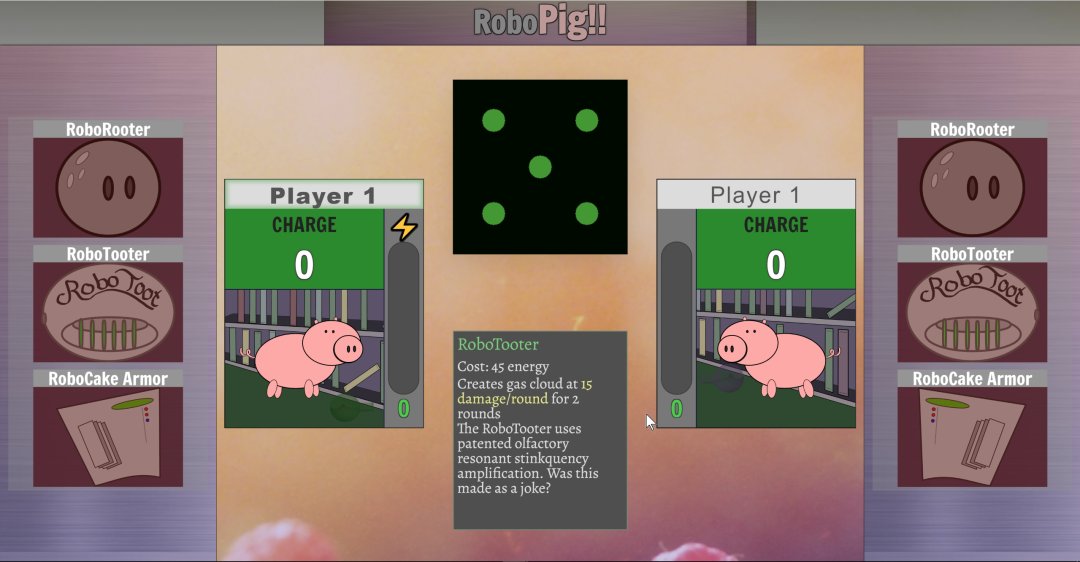 RoboPig!!
RoboRooter
RoboToot
RoboTooter
RoboCake Armor
Player 1
CHARGE
0
0
RoboTooter
Cost: 45 energy
Creates gas cloud at 15
damage/round for 2
rounds
The RoboTooter uses
patented olfactory
resonant stinkquency
amplification. Was this
made as a joke?
Player 1
CHARGE
0
0
RoboRooter
RoboTooter
RoboToot
RoboCake Armor